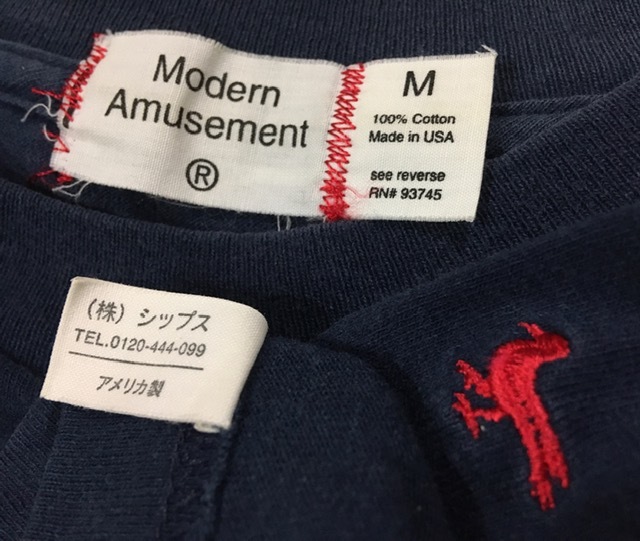 Modern
Amusement
®
M
100% Cotton
Made in USA
see reverse
RN# 93745
(株) シップス
TEL.0120-444-099
アメリカ製